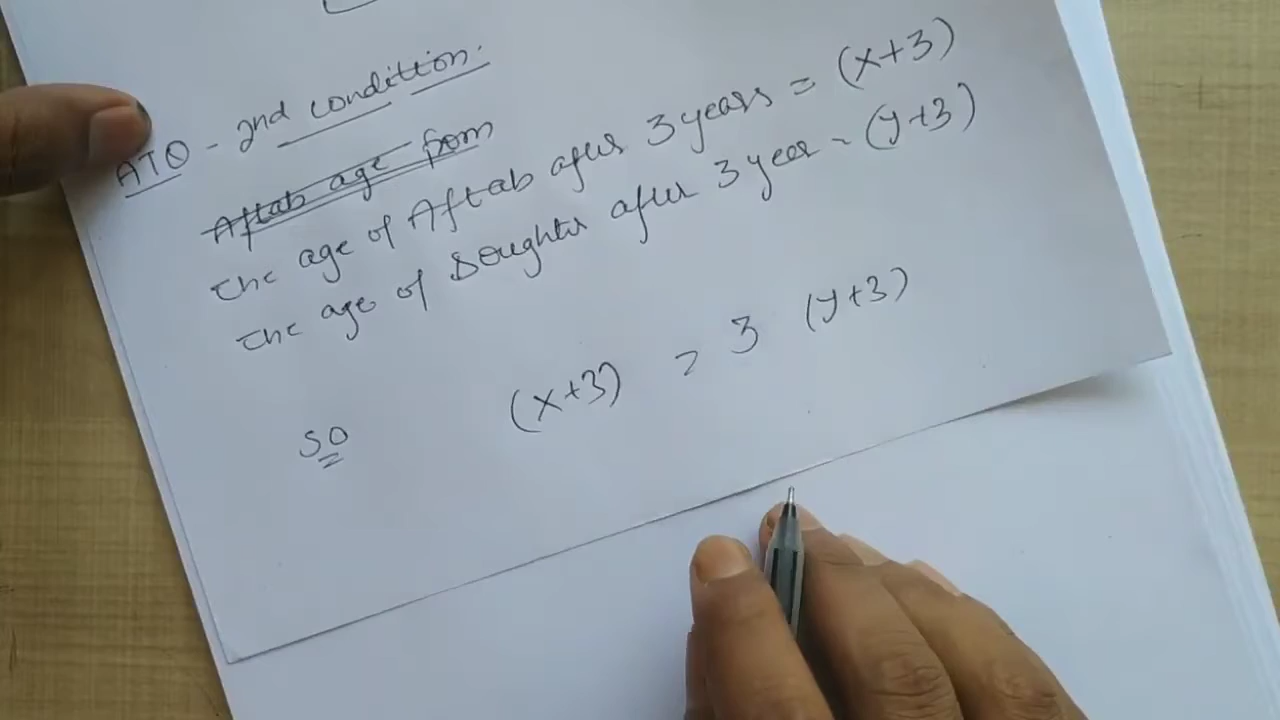 ATQ - 2nd condition.
Aftab age from
The age of Aftab after 3 years = (x+3)
The age of Doughter after 3 year = (y+3)
SO (x+3) = 3 (y+3)